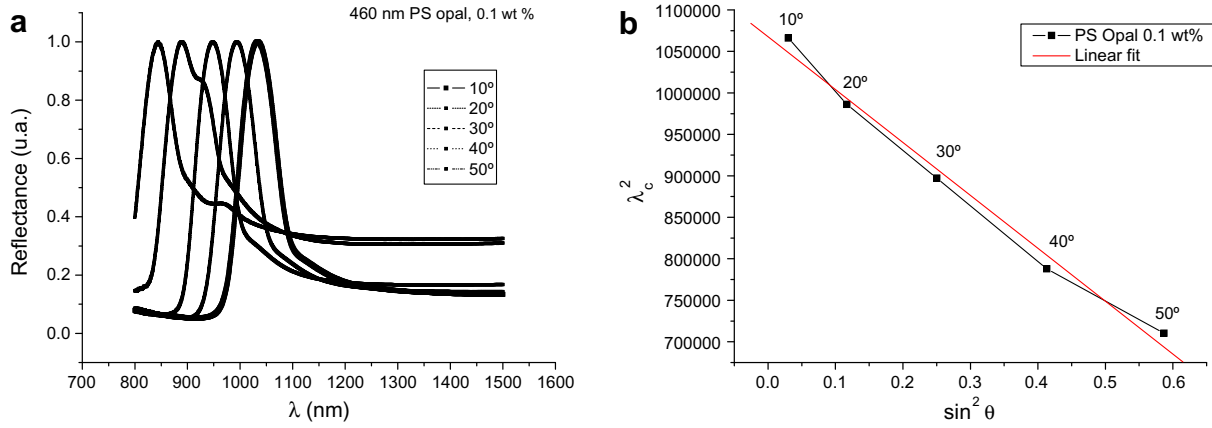 a
460 nm PS opal, 0.1 wt %
1.0
0.8
0.6
0.4
0.2
0.0
Reflectance (u.a.)
10º
20º
30º
40º
50º
700 800 900 1000 1100 1200 1300 1400 1500 1600
λ (nm)
b
PS Opal 0.1 wt%
Linear fit
1100000
1050000
1000000
950000
900000
850000
800000
750000
700000
λc²
10º
20º
30º
40º
50º
0.0 0.1 0.2 0.3 0.4 0.5 0.6
sin² θ